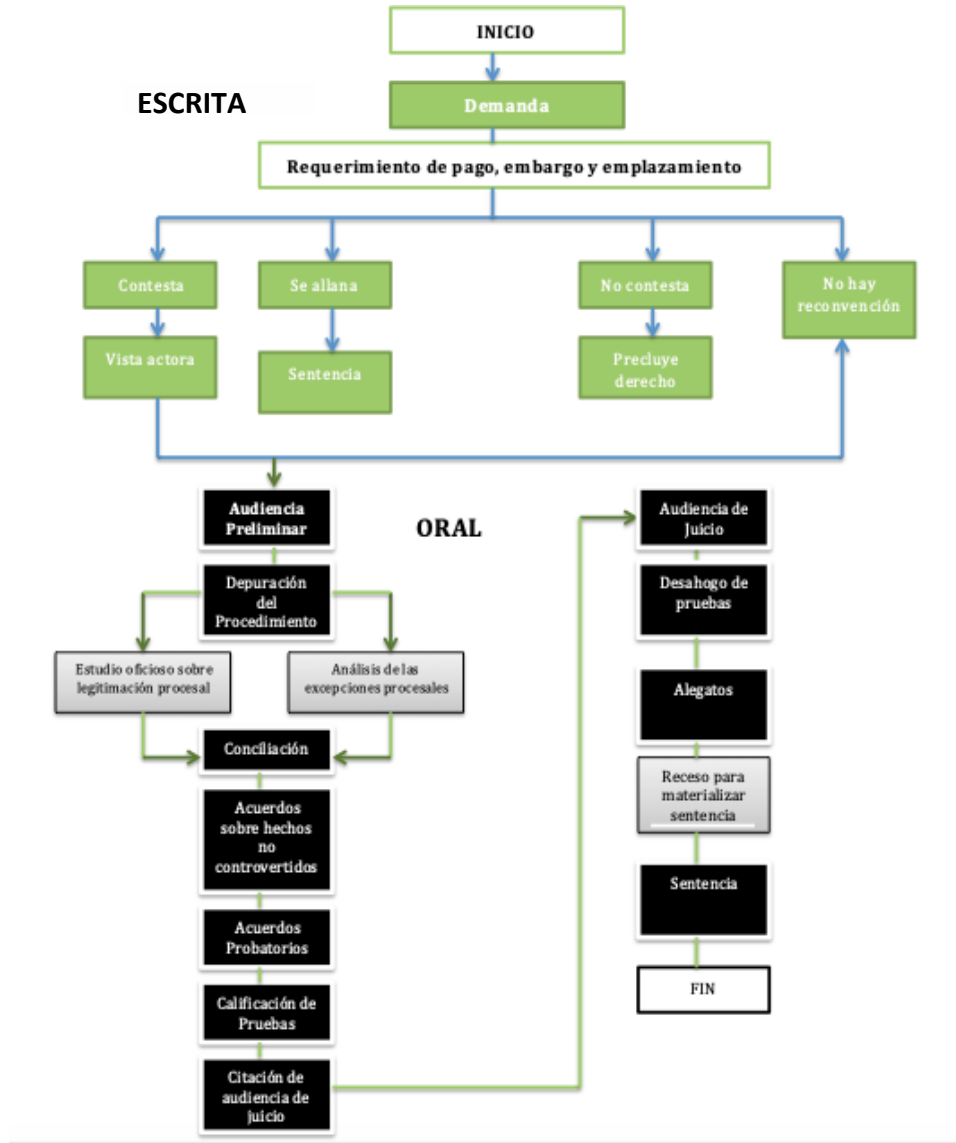 INICIO
ESCRITA
Demanda
Requerimiento de pago, embargo y emplazamiento
Contesta
Se allana
No contesta
No hay
reconvención
Vista actora
Sentencia
Precluye
derecho
Audiencia
Preliminar
ORAL
Depuración
del
Procedimiento
Estudio oficioso sobre
legitimación procesal
Análisis de las
excepciones procesales
Conciliación
Acuerdos
sobre hechos
no
controvertidos
Acuerdos
Probatorios
Calificación de
Pruebas
Citación de
audiencia de
juicio
Audiencia de
Juicio
Desahogo de
pruebas
Alegatos
Receso para
materializar
sentencia
Sentencia
FIN